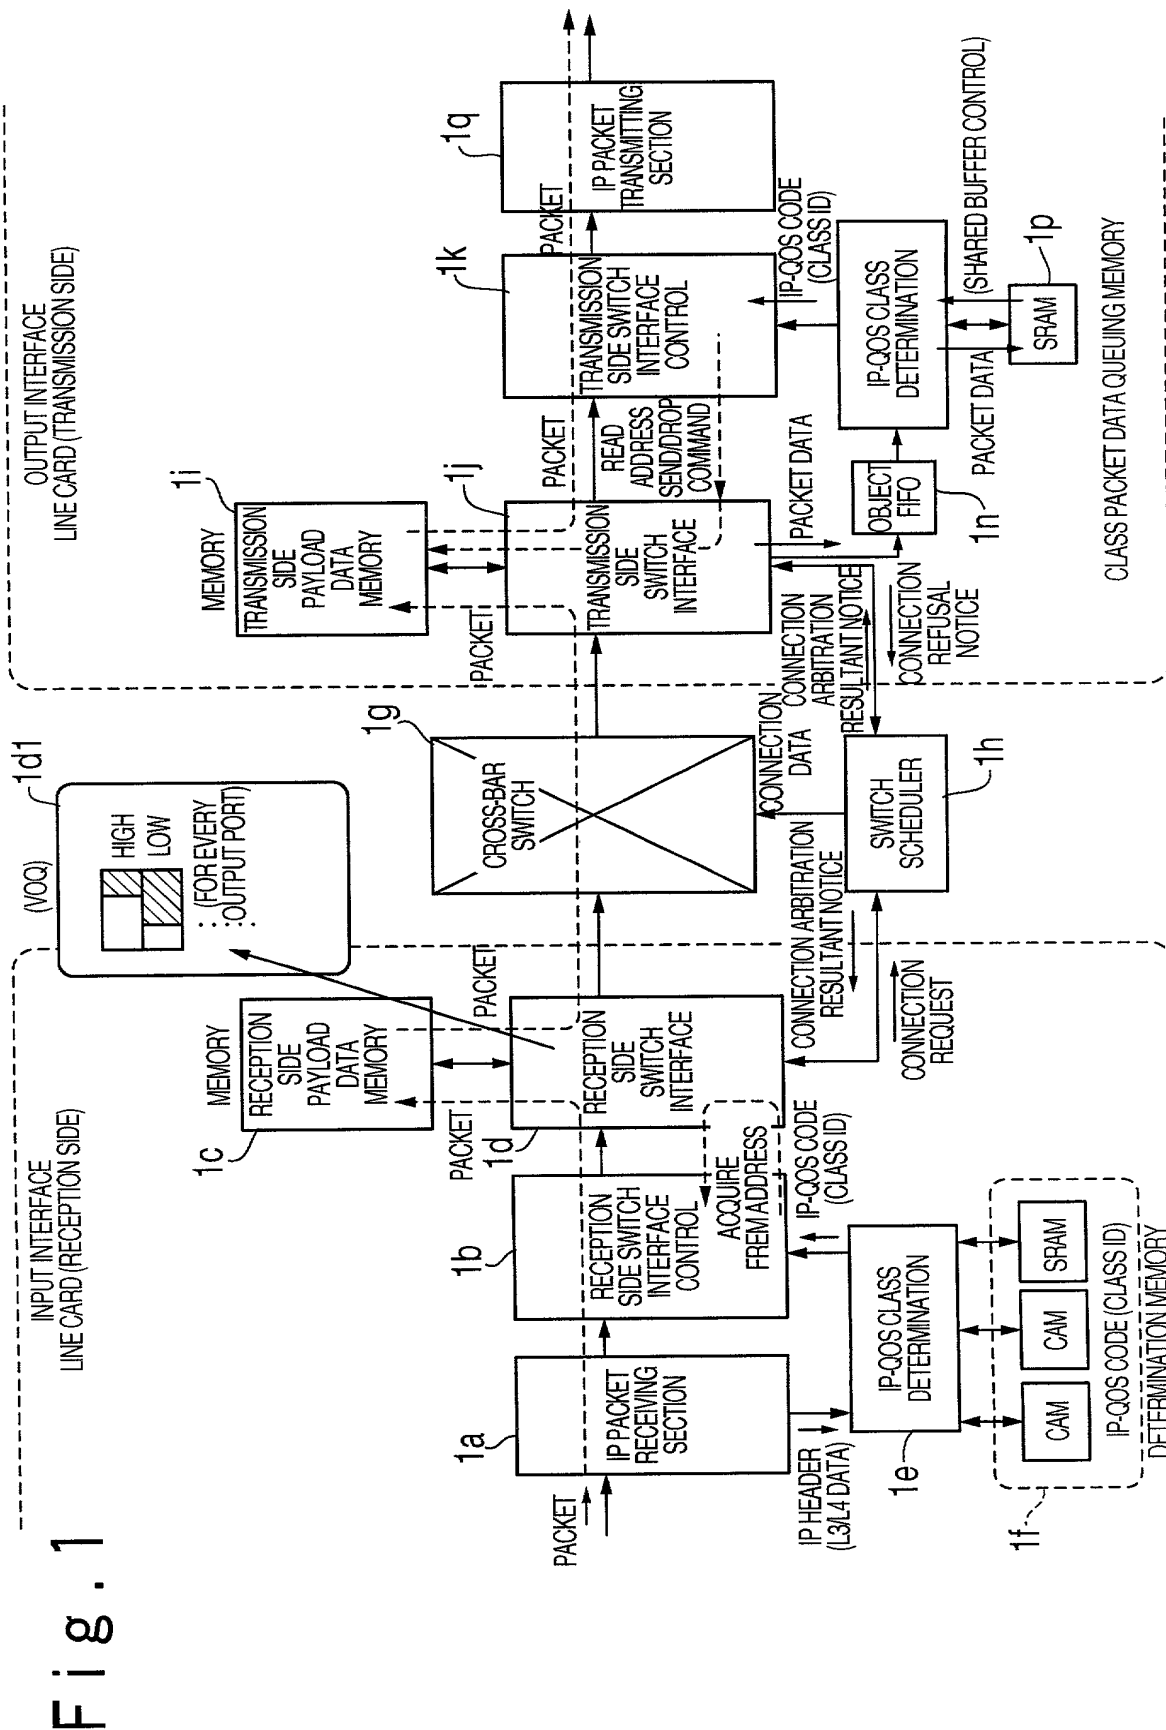 Fig. 1
INPUT INTERFACE
LINE CARD (RECEPTION SIDE)
OUTPUT INTERFACE
LINE CARD (TRANSMISSION SIDE)
(VOQ)
1d1
HIGH
LOW
(FOR EVERY
OUTPUT PORT)
MEMORY
RECEPTION
SIDE
PAYLOAD
DATA
MEMORY
1c
MEMORY
TRANSMISSION
SIDE
PAYLOAD
DATA
MEMORY
1i
PACKET
PACKET
PACKET
PACKET
PACKET
PACKET
1a
IP PACKET
RECEIVING
SECTION
1b
RECEPTION
SIDE SWITCH
INTERFACE
CONTROL
1d
RECEPTION
SIDE
SWITCH
INTERFACE
1g
CROSS-BAR
SWITCH
1j
TRANSMISSION
SIDE
SWITCH
INTERFACE
1k
TRANSMISSION
SIDE SWITCH
INTERFACE
CONTROL
1q
IP PACKET
TRANSMITTING
SECTION
ACQUIRE
FREM ADDRESS
READ
ADDRESS
SEND/DROP
COMMAND
IP HEADER
(L3/L4 DATA)
IP-QOS CODE
(CLASS ID)
CONNECTION ARBITRATION
RESULTANT NOTICE
CONNECTION
DATA
CONNECTION
ARBITRATION
RESULTANT NOTICE
PACKET DATA
IP-QOS CODE
(CLASS ID)
1e
IP-QOS CLASS
DETERMINATION
CONNECTION
REQUEST
SWITCH
SCHEDULER
1h
CONNECTION
REFUSAL
NOTICE
OBJECT
FIFO
1n
IP-QOS CLASS
DETERMINATION
PACKET DATA
(SHARED BUFFER CONTROL)
SRAM
1p
1f
CAM
CAM
SRAM
IP-QOS CODE (CLASS ID)
DETERMINATION MEMORY
CLASS PACKET DATA QUEUING MEMORY